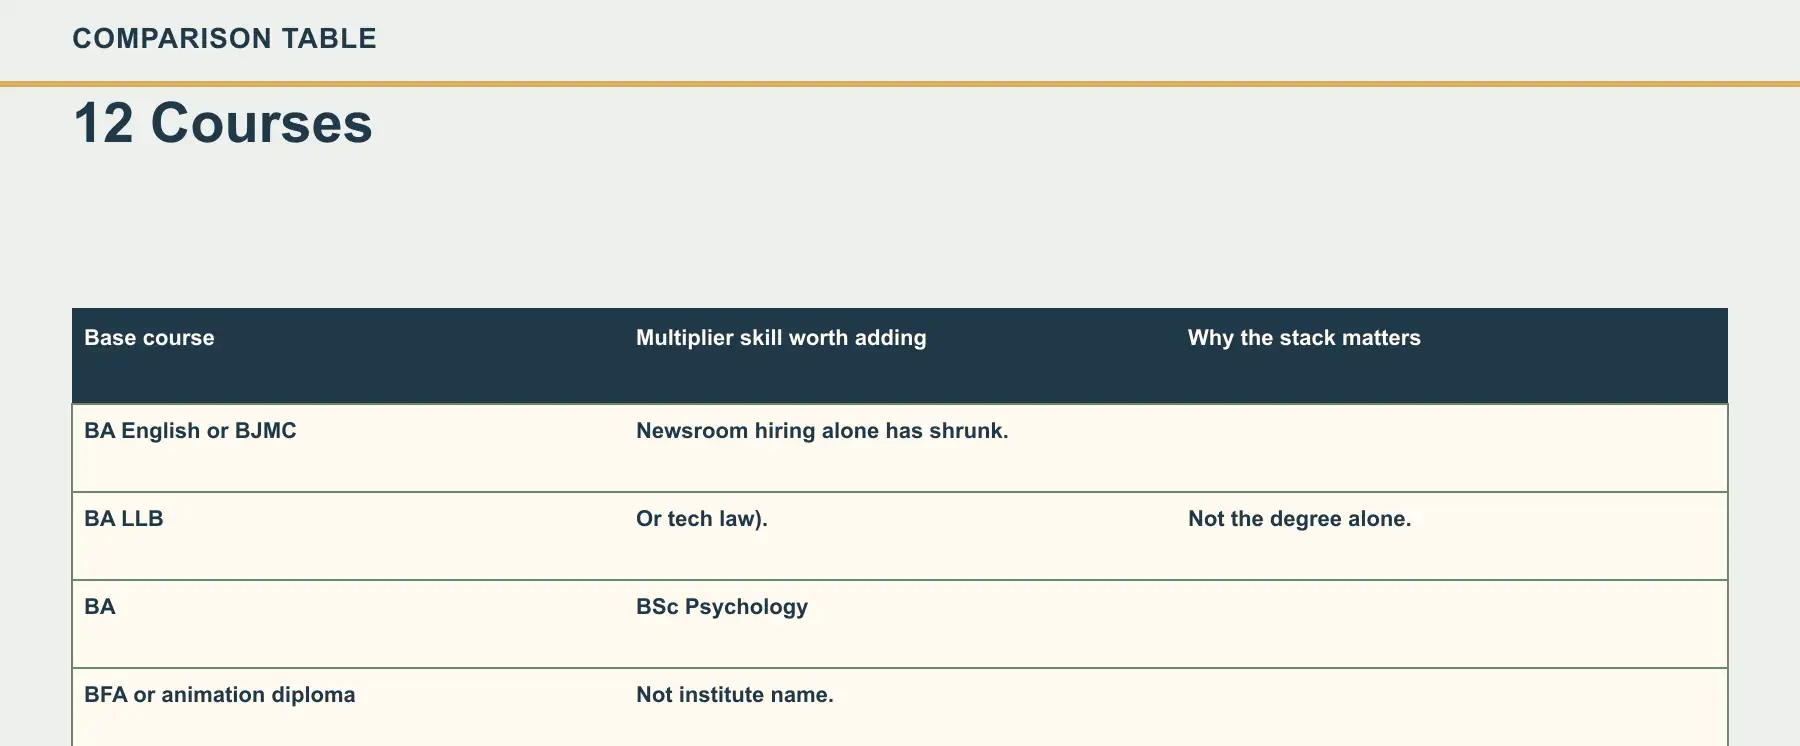 COMPARISON TABLE
12 Courses
Base course Multiplier skill worth adding Why the stack matters
BA English or BJMC Newsroom hiring alone has shrunk.
BA LLB Or tech law). Not the degree alone.
BA BSc Psychology
BFA or animation diploma Not institute name.